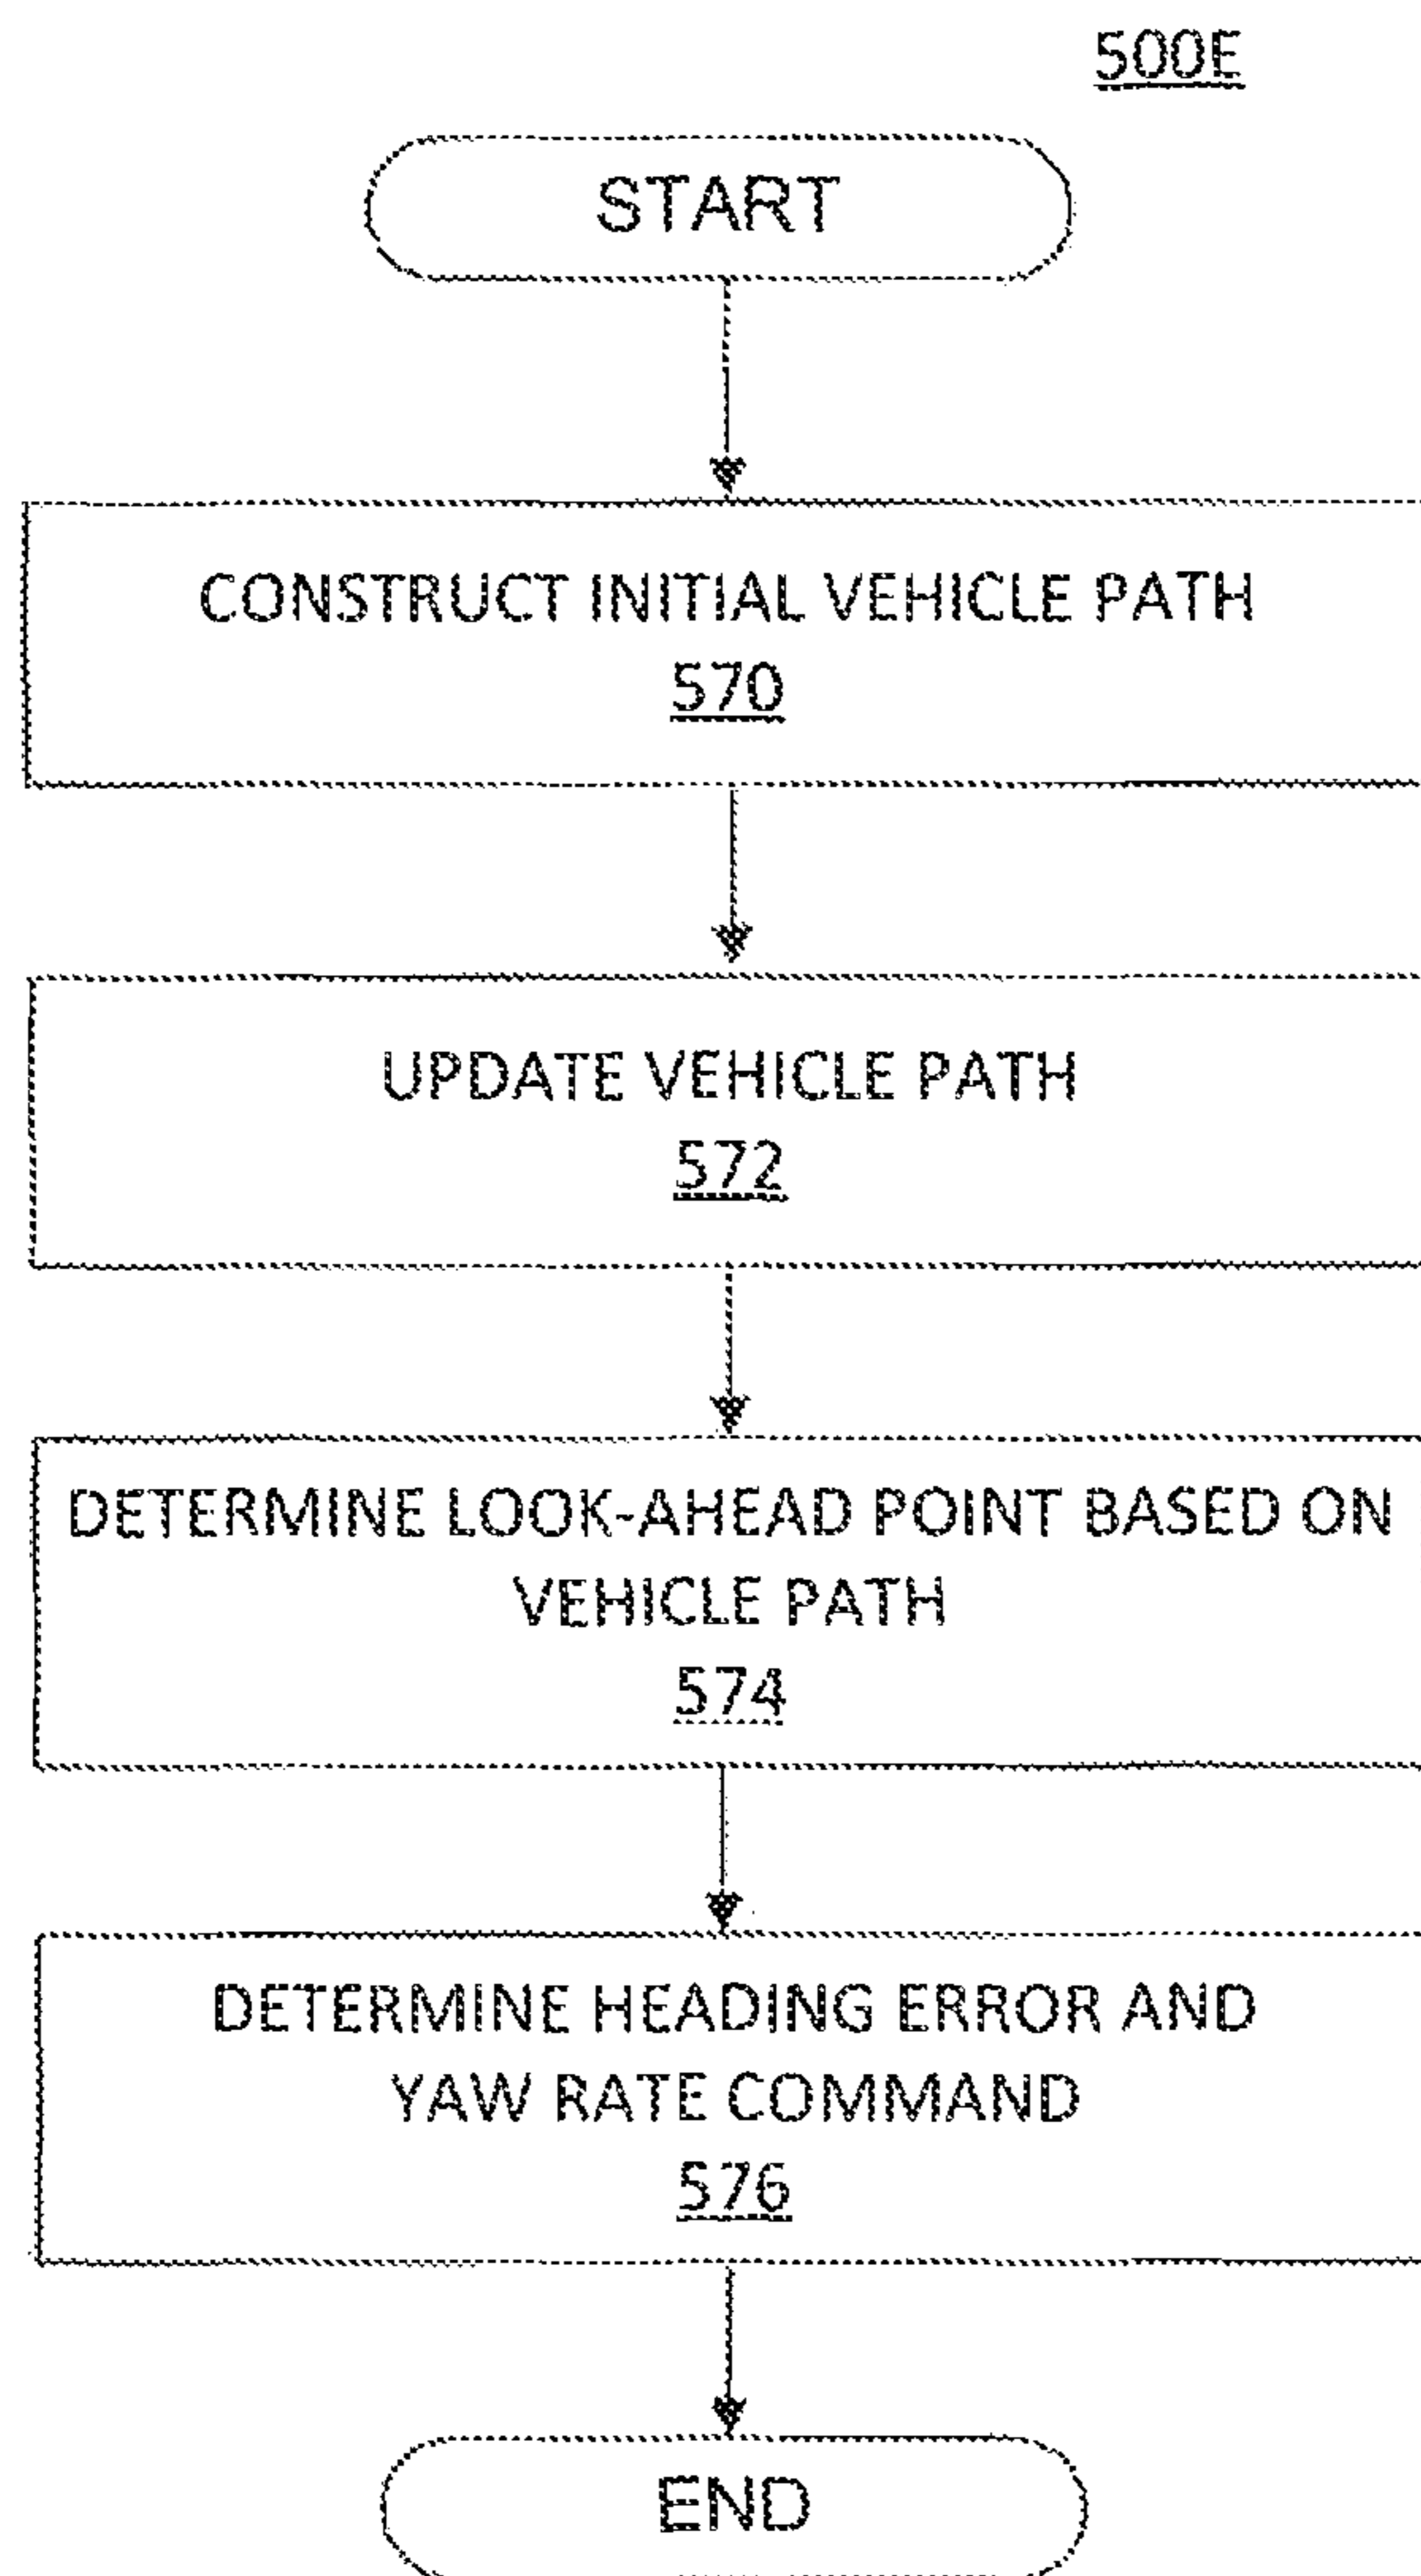 500E
START
CONSTRUCT INITIAL VEHICLE PATH
570
UPDATE VEHICLE PATH
572
DETERMINE LOOK-AHEAD POINT BASED ON
VEHICLE PATH
574
DETERMINE HEADING ERROR AND
YAW RATE COMMAND
576
END